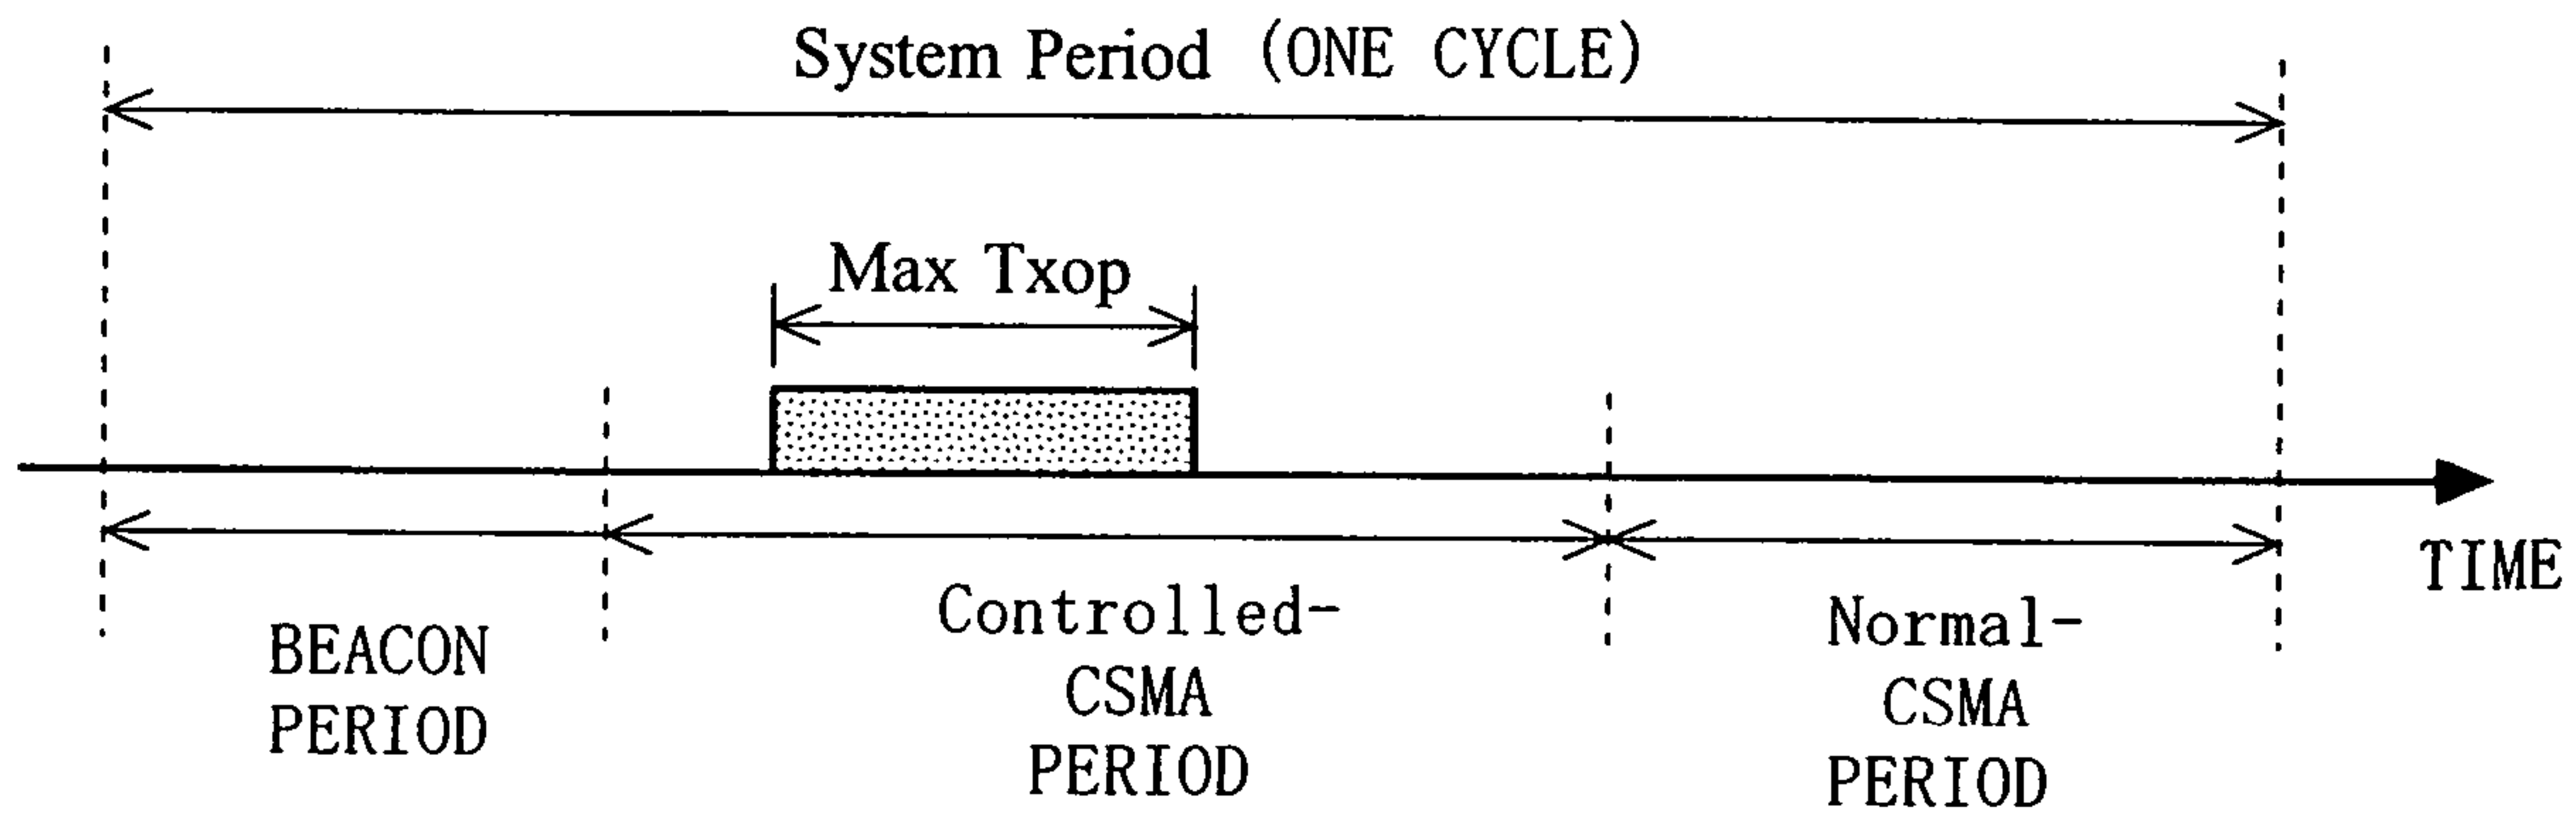 System Period (ONE CYCLE)
Max Txop
TIME
BEACON
PERIOD
Controlled-
CSMA
PERIOD
Normal-
CSMA
PERIOD